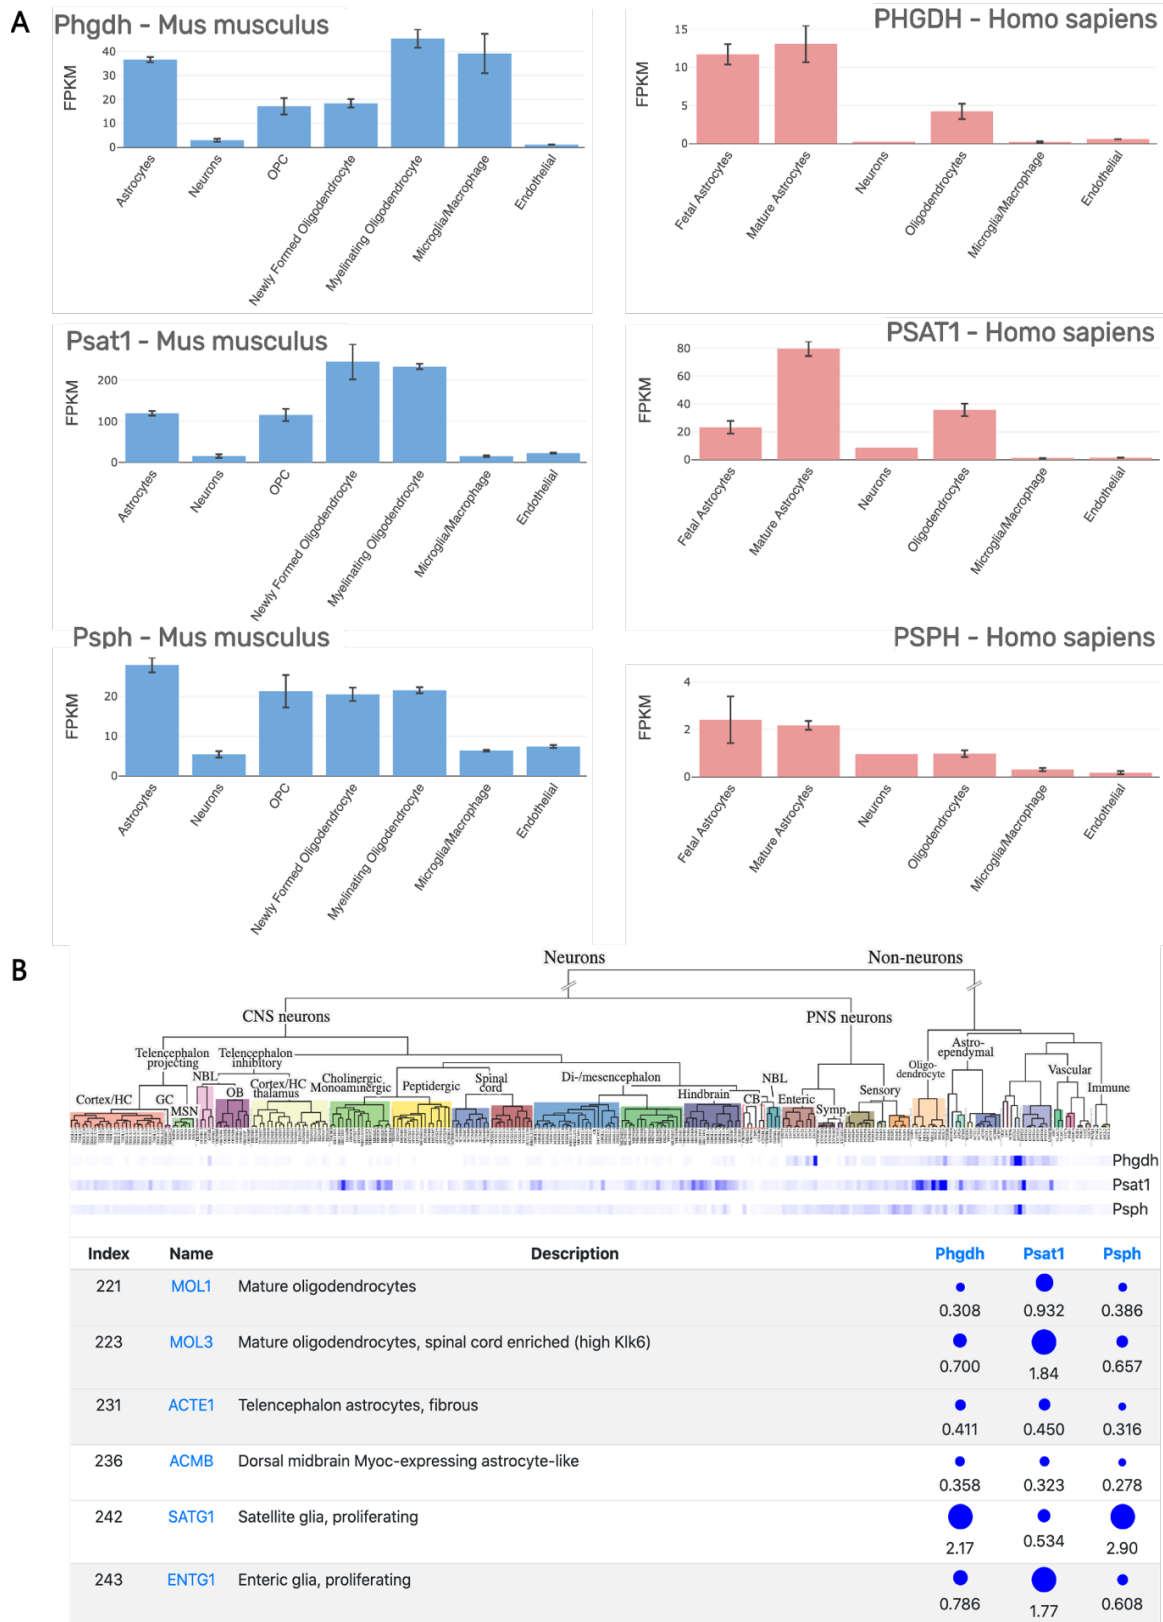 A
Phgdh - Mus musculus
FPKM
40
30
20
10
0
Astrocytes
Neurons
OPC
Newly Formed Oligodendrocyte
Myelinating Oligodendrocyte
Microglia/Macrophage
Endothelial
PHGDH - Homo sapiens
FPKM
15
10
5
0
Fetal Astrocytes
Mature Astrocytes
Neurons
Oligodendrocytes
Microglia/Macrophage
Endothelial
Psat1 - Mus musculus
FPKM
200
100
0
Astrocytes
Neurons
OPC
Newly Formed Oligodendrocyte
Myelinating Oligodendrocyte
Microglia/Macrophage
Endothelial
PSAT1 - Homo sapiens
FPKM
80
60
40
20
0
Fetal Astrocytes
Mature Astrocytes
Neurons
Oligodendrocytes
Microglia/Macrophage
Endothelial
Psph - Mus musculus
FPKM
20
10
0
Astrocytes
Neurons
OPC
Newly Formed Oligodendrocyte
Myelinating Oligodendrocyte
Microglia/Macrophage
Endothelial
PSPH - Homo sapiens
FPKM
4
2
0
Fetal Astrocytes
Mature Astrocytes
Neurons
Oligodendrocytes
Microglia/Macrophage
Endothelial
B
Neurons
Non-neurons
CNS neurons
PNS neurons
Telencephalon
projecting
Telencephalon
inhibitory
Cortex/HC
GC
MSN
NBL
OB
Cortex/HC
thalamus
Cholinergic
Monoaminergic
Peptidergic
Spinal
cord
Di-/mesencephalon
Hindbrain
CB
NBL
Enteric
Symp.
Sensory
Oligo-
dendrocyte
Astro-
ependymal
Vascular
Immune
Phgdh
Psat1
Psph
Index Name Description Phgdh Psat1 Psph
221 MOL1 Mature oligodendrocytes 0.308 0.932 0.386
223 MOL3 Mature oligodendrocytes, spinal cord enriched (high Klk6) 0.700 1.84 0.657
231 ACTE1 Telencephalon astrocytes, fibrous 0.411 0.450 0.316
236 ACMB Dorsal midbrain Myoc-expressing astrocyte-like 0.358 0.323 0.278
242 SATG1 Satellite glia, proliferating 2.17 0.534 2.90
243 ENTG1 Enteric glia, proliferating 0.786 1.77 0.608